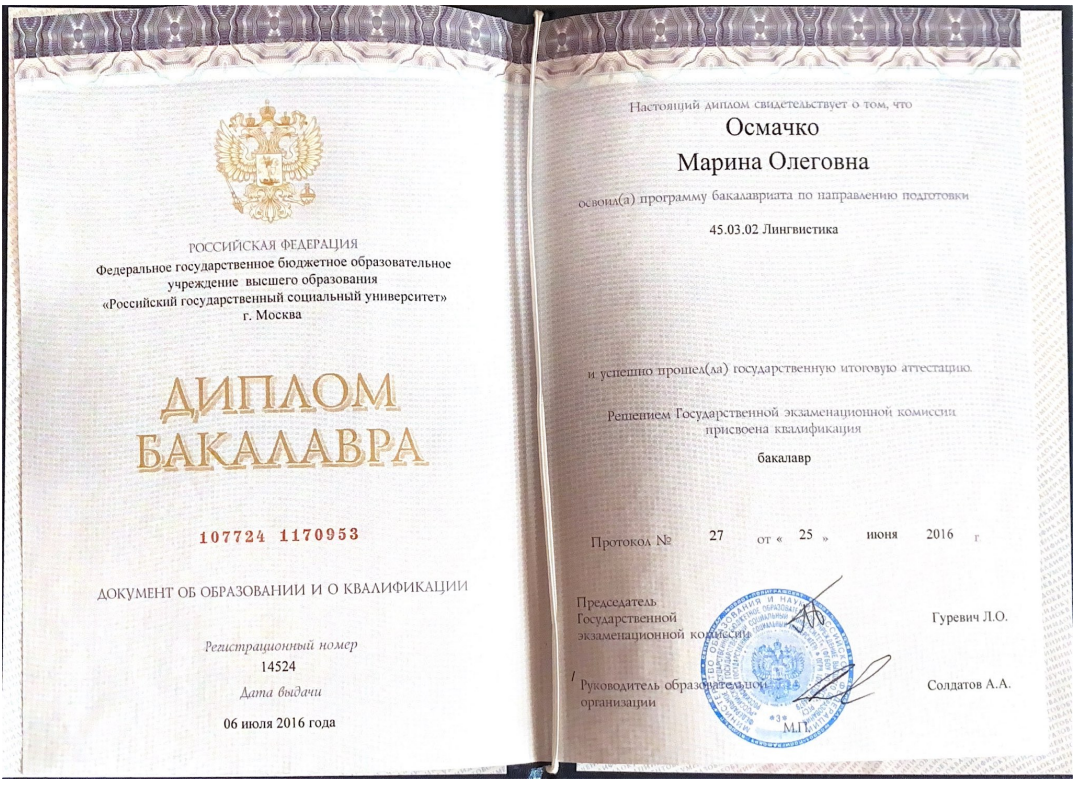 РОССИЙСКАЯ ФЕДЕРАЦИЯ
Федеральное государственное бюджетное образовательное
учреждение высшего образования
«Российский государственный социальный университет»
г. Москва
ДИПЛОМ
БАКАЛАВРА
107724 1170953
ДОКУМЕНТ ОБ ОБРАЗОВАНИИ И О КВАЛИФИКАЦИИ
Регистрационный номер
14524
Дата выдачи
06 июля 2016 года
Настоящий диплом свидетельствует о том, что
Осмачко
Марина Олеговна
освоил(а) программу бакалавриата по направлению подготовки
45.03.02 Лингвистика
и успешно прошел(ла) государственную итоговую аттестацию.
Решением Государственной экзаменационной комиссии
присвоена квалификация
бакалавр
Протокол № 27 от « 25 » июня 2016 г.
Председатель
Государственной
экзаменационной комиссии
Гуревич Л.О.
/ Руководитель образовательной
организации
Солдатов А.А.
М.П.